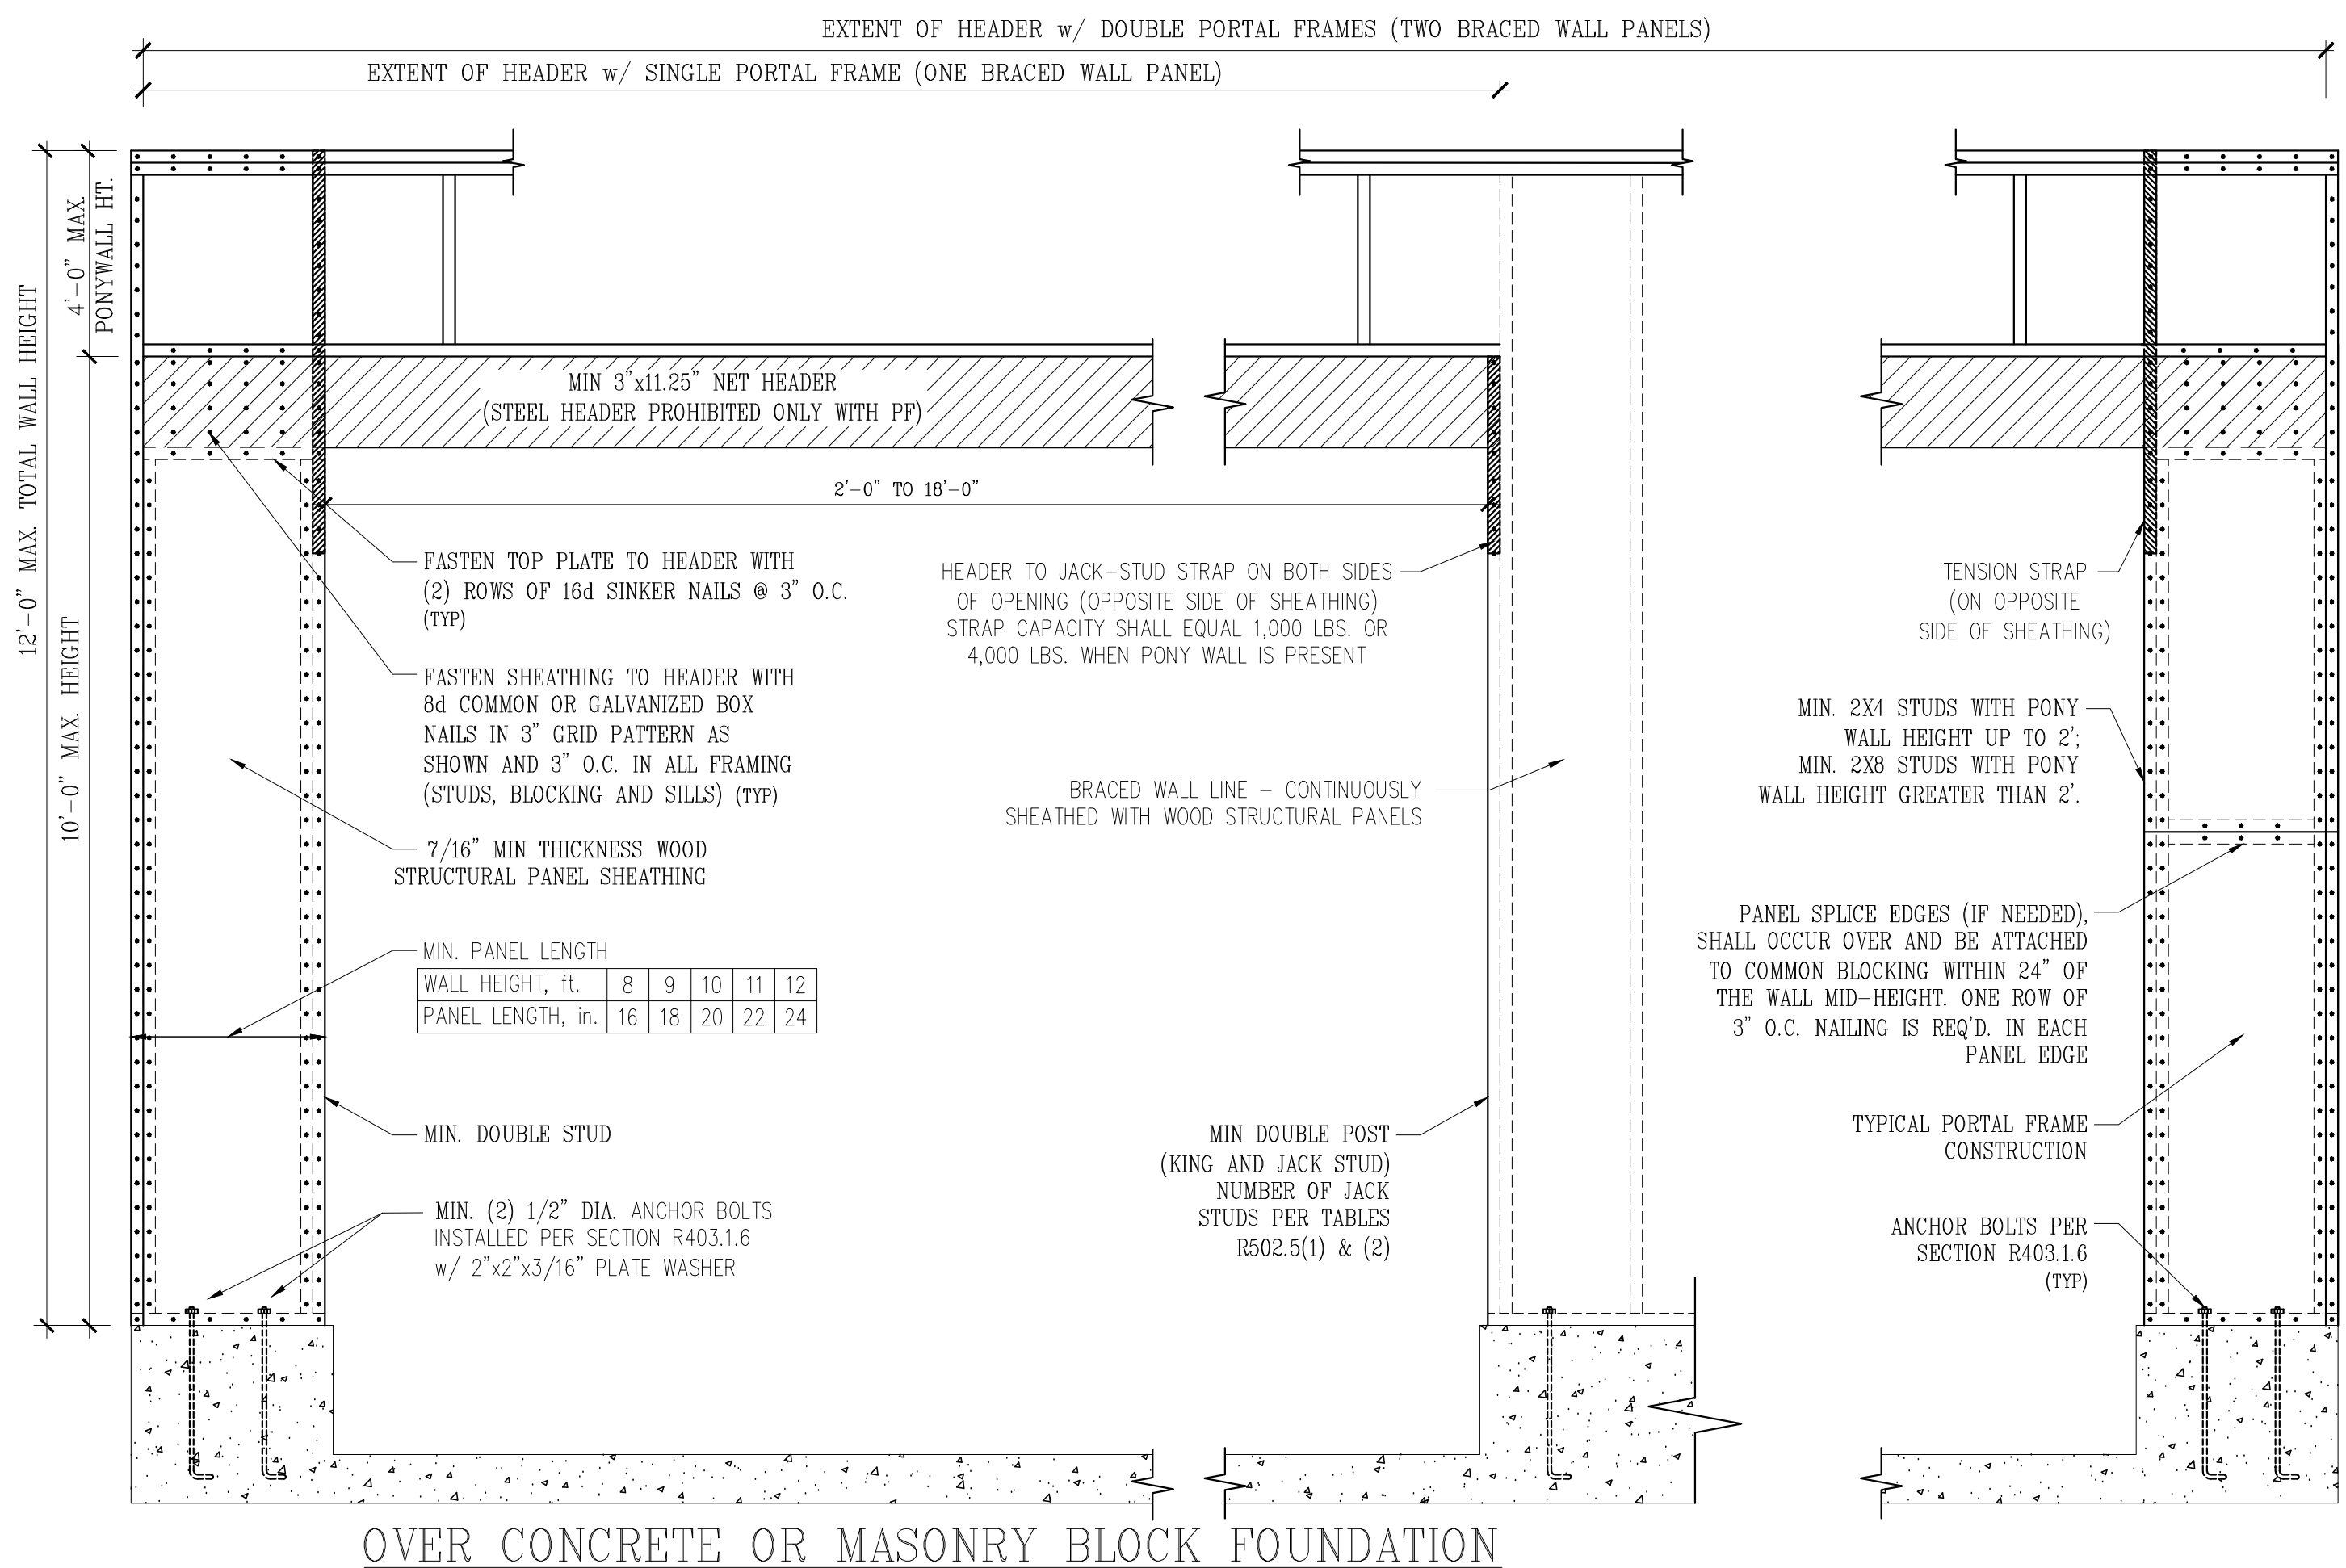 EXTENT OF HEADER w/ DOUBLE PORTAL FRAMES (TWO BRACED WALL PANELS)
EXTENT OF HEADER w/ SINGLE PORTAL FRAME (ONE BRACED WALL PANEL)
12'-0" MAX. TOTAL WALL HEIGHT
4'-0" MAX.
PONYWALL HT.
10'-0" MAX. HEIGHT
MIN 3"x11.25" NET HEADER
(STEEL HEADER PROHIBITED ONLY WITH PF)
2'-0" TO 18'-0"
FASTEN TOP PLATE TO HEADER WITH
(2) ROWS OF 16d SINKER NAILS @ 3" O.C.
(TYP)
FASTEN SHEATHING TO HEADER WITH
8d COMMON OR GALVANIZED BOX
NAILS IN 3" GRID PATTERN AS
SHOWN AND 3" O.C. IN ALL FRAMING
(STUDS, BLOCKING AND SILLS) (TYP)
7/16" MIN THICKNESS WOOD
STRUCTURAL PANEL SHEATHING
MIN. PANEL LENGTH
WALL HEIGHT, ft. 8 9 10 11 12
PANEL LENGTH, in. 16 18 20 22 24
MIN. DOUBLE STUD
MIN. (2) 1/2" DIA. ANCHOR BOLTS
INSTALLED PER SECTION R403.1.6
w/ 2"x2"x3/16" PLATE WASHER
HEADER TO JACK-STUD STRAP ON BOTH SIDES
OF OPENING (OPPOSITE SIDE OF SHEATHING)
STRAP CAPACITY SHALL EQUAL 1,000 LBS. OR
4,000 LBS. WHEN PONY WALL IS PRESENT
BRACED WALL LINE - CONTINUOUSLY
SHEATHED WITH WOOD STRUCTURAL PANELS
MIN DOUBLE POST
(KING AND JACK STUD)
NUMBER OF JACK
STUDS PER TABLES
R502.5(1) & (2)
TENSION STRAP
(ON OPPOSITE
SIDE OF SHEATHING)
MIN. 2X4 STUDS WITH PONY
WALL HEIGHT UP TO 2';
MIN. 2X8 STUDS WITH PONY
WALL HEIGHT GREATER THAN 2'.
PANEL SPLICE EDGES (IF NEEDED),
SHALL OCCUR OVER AND BE ATTACHED
TO COMMON BLOCKING WITHIN 24" OF
THE WALL MID-HEIGHT. ONE ROW OF
3" O.C. NAILING IS REQ'D. IN EACH
PANEL EDGE
TYPICAL PORTAL FRAME
CONSTRUCTION
ANCHOR BOLTS PER
SECTION R403.1.6
(TYP)
OVER CONCRETE OR MASONRY BLOCK FOUNDATION